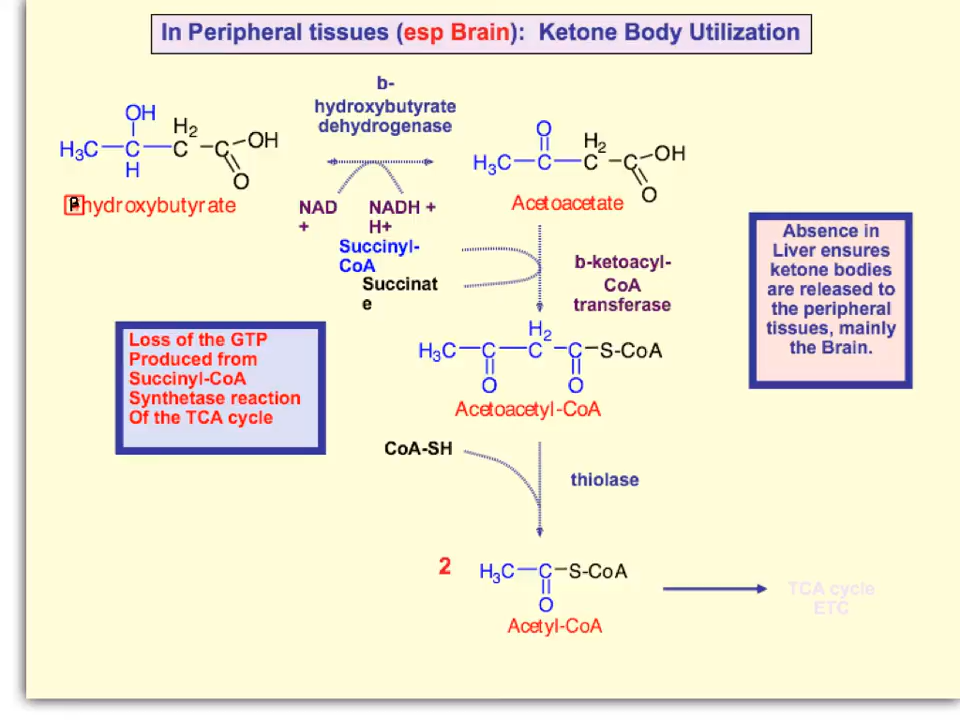 In Peripheral tissues (esp Brain): Ketone Body Utilization
b-
hydroxybutyrate
dehydrogenase
OH
H3C C C C OH
H2
H
O
β hydroxybutyrate
NAD
+
NADH +
H+
O
H2
H3C C C C OH
O
Acetoacetate
Succinyl-
CoA
Succinat
e
b-ketoacyl-
CoA
transferase
Absence in
Liver ensures
ketone bodies
are released to
the peripheral
tissues, mainly
the Brain.
Loss of the GTP
Produced from
Succinyl-CoA
Synthetase reaction
Of the TCA cycle
H2
H3C C C C S-CoA
O O
Acetoacetyl-CoA
CoA-SH
thiolase
2
H3C C S-CoA
O
Acetyl-CoA
TCA cycle
ETC